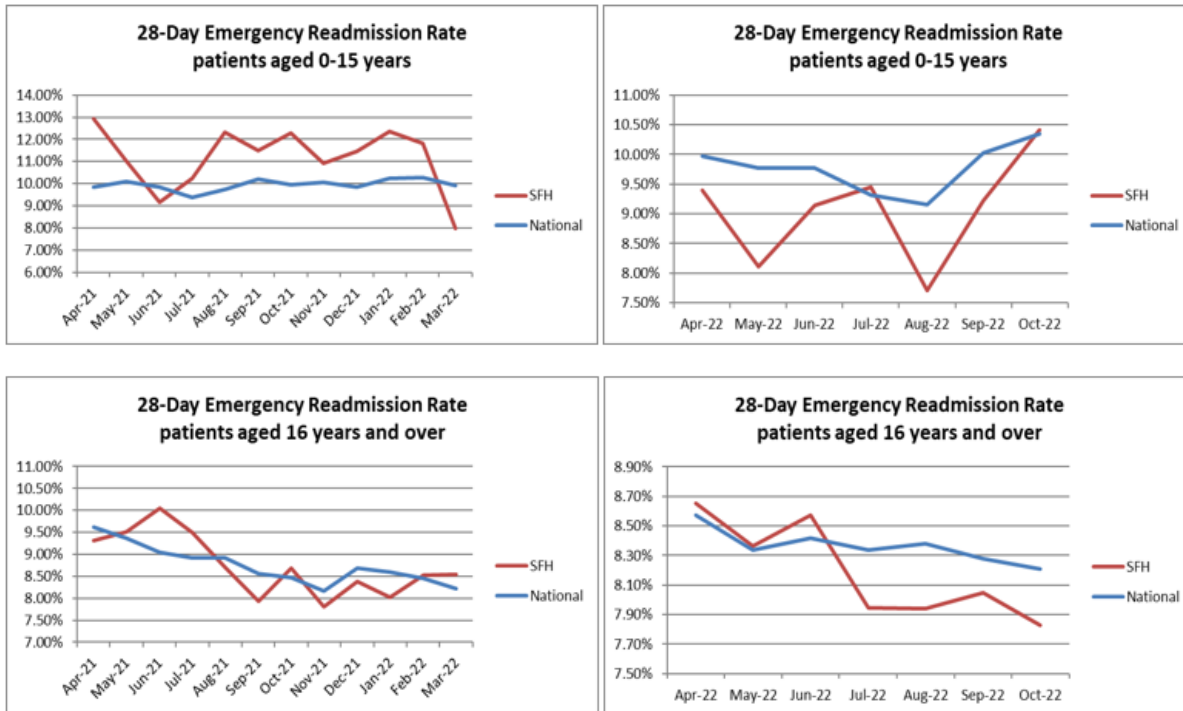 28-Day Emergency Readmission Rate
patients aged 0-15 years
14.00%
13.00%
12.00%
11.00%
10.00%
9.00%
8.00%
7.00%
6.00%
SFH
National
Apr-21
May-21
Jun-21
Jul-21
Aug-21
Sep-21
Oct-21
Nov-21
Dec-21
Jan-22
Feb-22
Mar-22
28-Day Emergency Readmission Rate
patients aged 0-15 years
11.00%
10.50%
10.00%
9.50%
9.00%
8.50%
8.00%
7.50%
SFH
National
Apr-22 May-22 Jun-22 Jul-22 Aug-22 Sep-22 Oct-22
28-Day Emergency Readmission Rate
patients aged 16 years and over
11.00%
10.50%
10.00%
9.50%
9.00%
8.50%
8.00%
7.50%
7.00%
SFH
National
Apr-21
May-21
Jun-21
Jul-21
Aug-21
Sep-21
Oct-21
Nov-21
Dec-21
Jan-22
Feb-22
Mar-22
28-Day Emergency Readmission Rate
patients aged 16 years and over
8.90%
8.70%
8.50%
8.30%
8.10%
7.90%
7.70%
7.50%
SFH
National
Apr-22 May-22 Jun-22 Jul-22 Aug-22 Sep-22 Oct-22